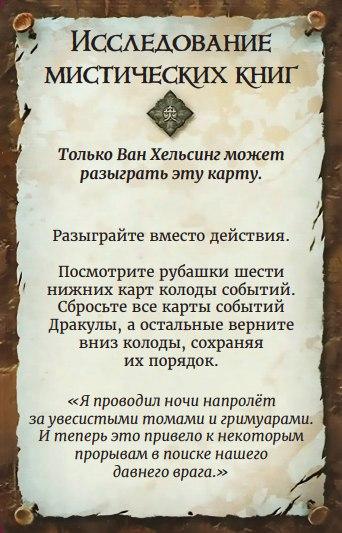 Исследование
мистических книг
Только Ван Хельсинг может
разыграть эту карту.
Разыграйте вместо действия.
Посмотрите рубашки шести
нижних карт колоды событий.
Сбросьте все карты событий
Дракулы, а остальные верните
вниз колоды, сохраняя
их порядок.
«Я проводил ночи напролёт
за увесистыми томами и гримуарами.
И теперь это привело к некоторым
прорывам в поиске нашего
давнего врага.»